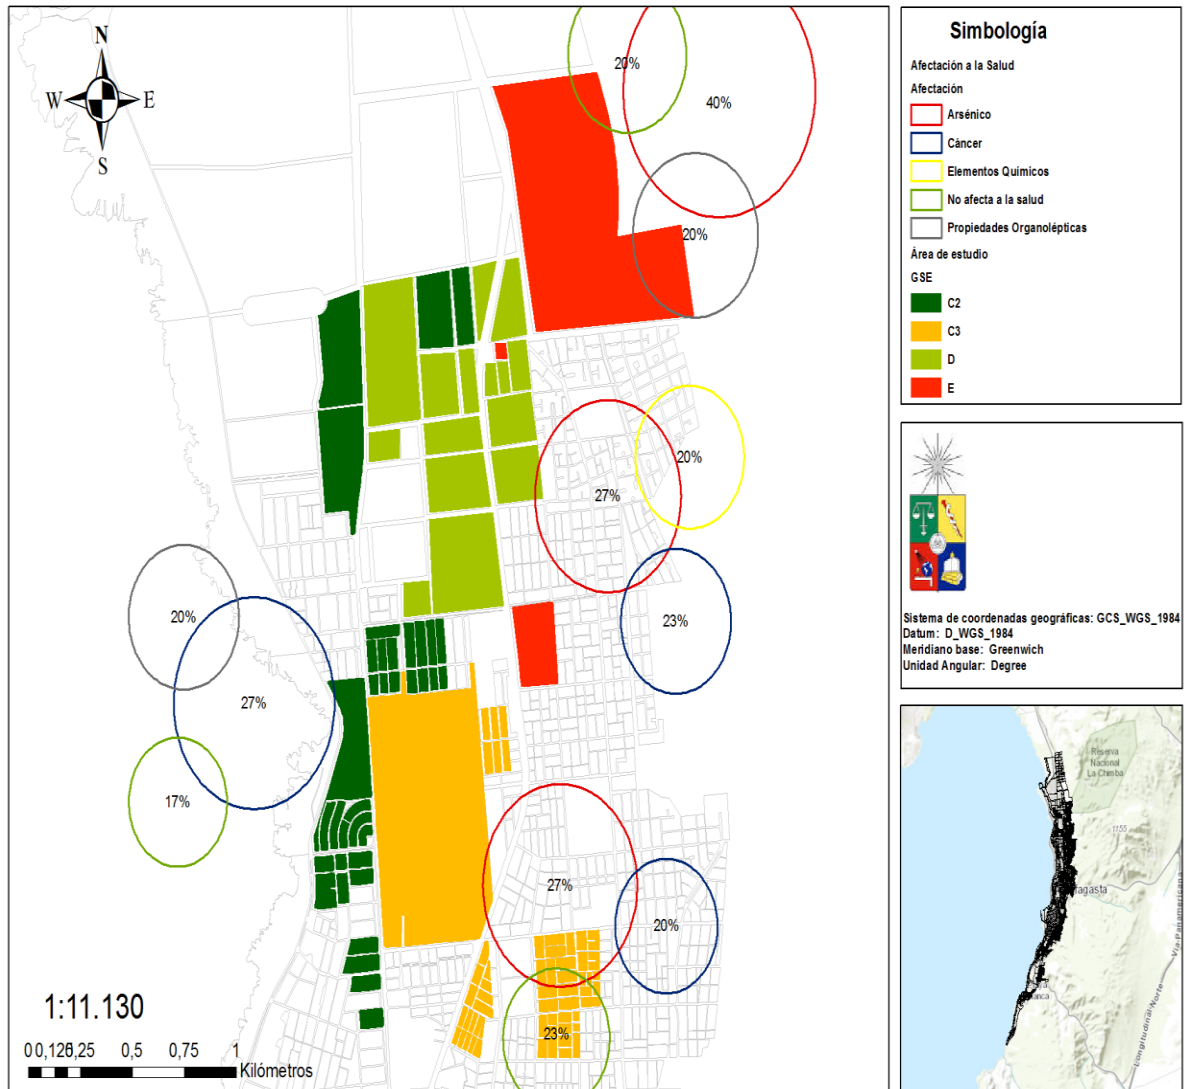 N
W
E
S
20%
40%
20%
20%
27%
23%
20%
27%
17%
27%
20%
23%
1:11.130
0 0,125 0,25 0,5 0,75 1
Kilómetros
Simbología
Afectación a la Salud
Afectación
Arsénico
Cáncer
Elementos Químicos
No afecta a la salud
Propiedades Organolépticas
Área de estudio
GSE
C2
C3
D
E
Sistema de coordenadas geográficas: GCS_WGS_1984
Datum: D_WGS_1984
Meridiano base: Greenwich
Unidad Angular: Degree
Reserva
Nacional
La Chimba
1155
fagasta
Vía Panamericana
Longitudinal Norte